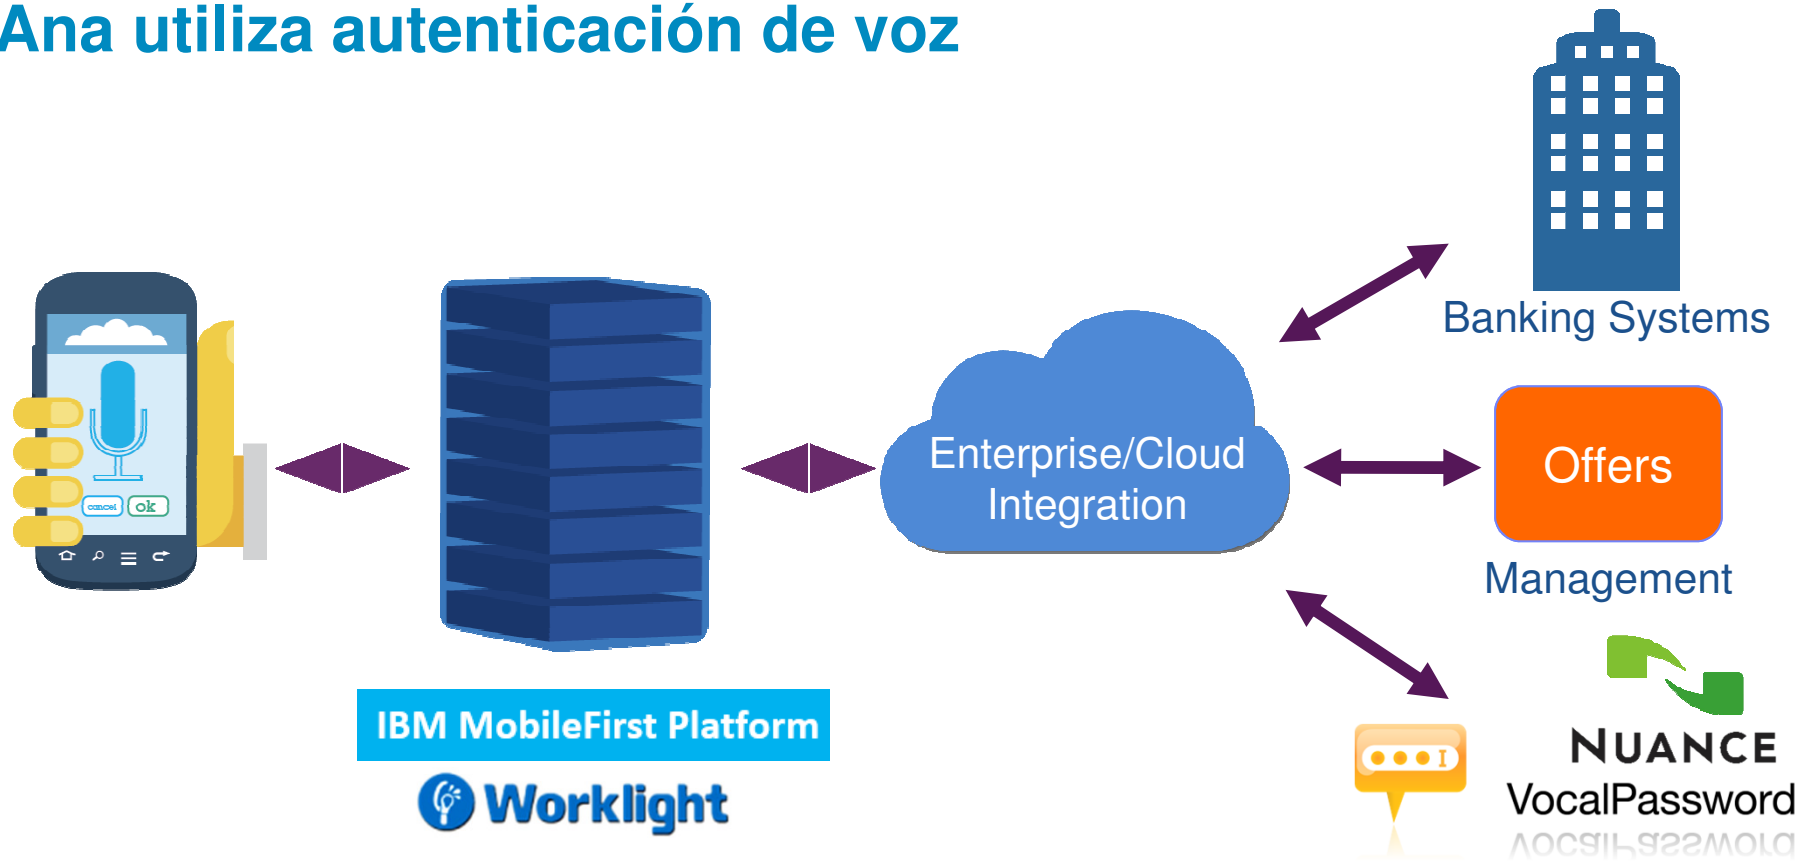 Ana utiliza autenticación de voz
Banking Systems
cancel ok
Enterprise/Cloud
Integration
Offers
Management
IBM MobileFirst Platform
Worklight
NUANCE
VocalPassword